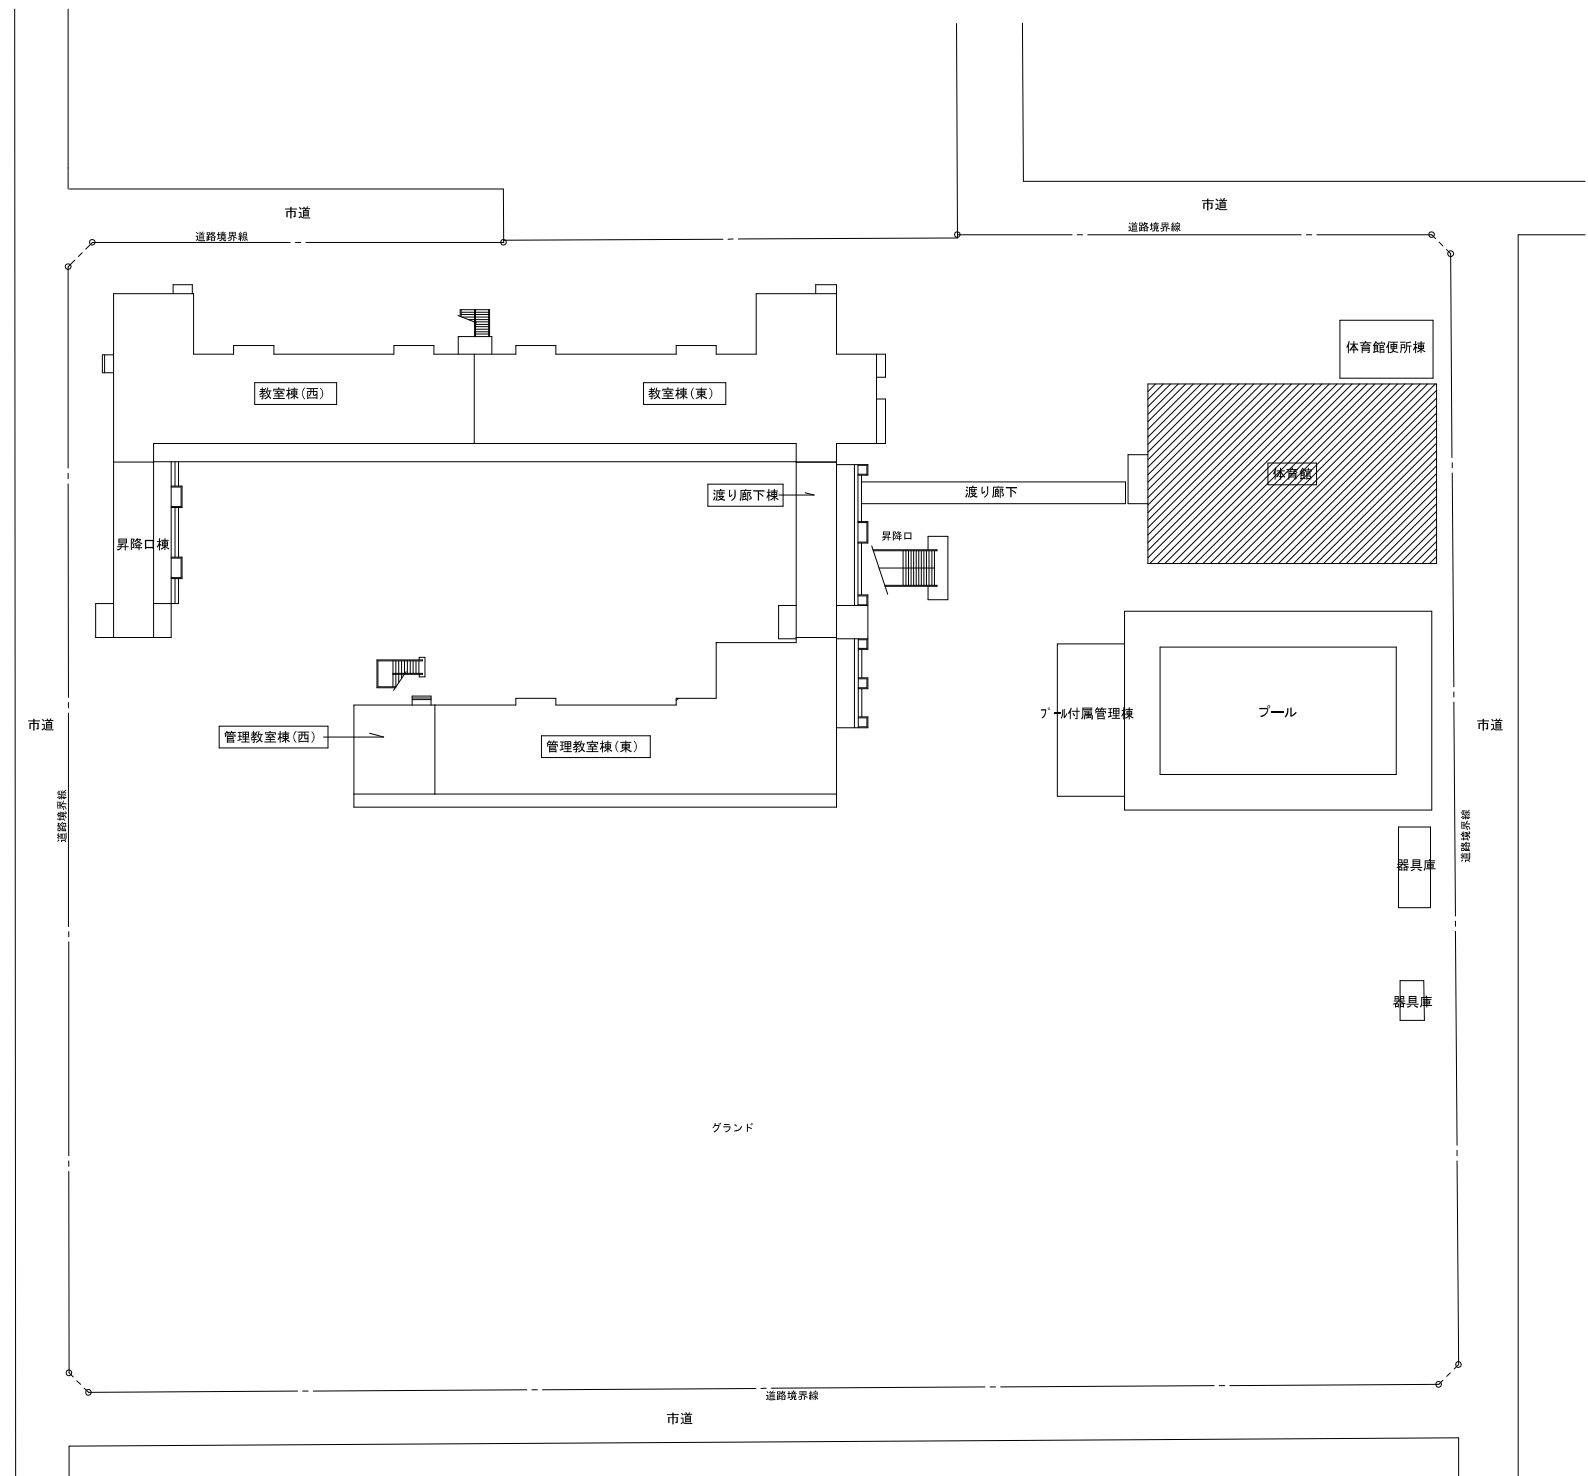 市道
市道
道路境界線
道路境界線
体育館便所棟
教室棟(西)
教室棟(東)
体育館
渡り廊下棟
渡り廊下
昇降口
昇降口棟
プール
ﾌﾟｰﾙ付属管理棟
市道
市道
管理教室棟(西)
管理教室棟(東)
道路境界線
道路境界線
器具庫
器具庫
グランド
道路境界線
市道